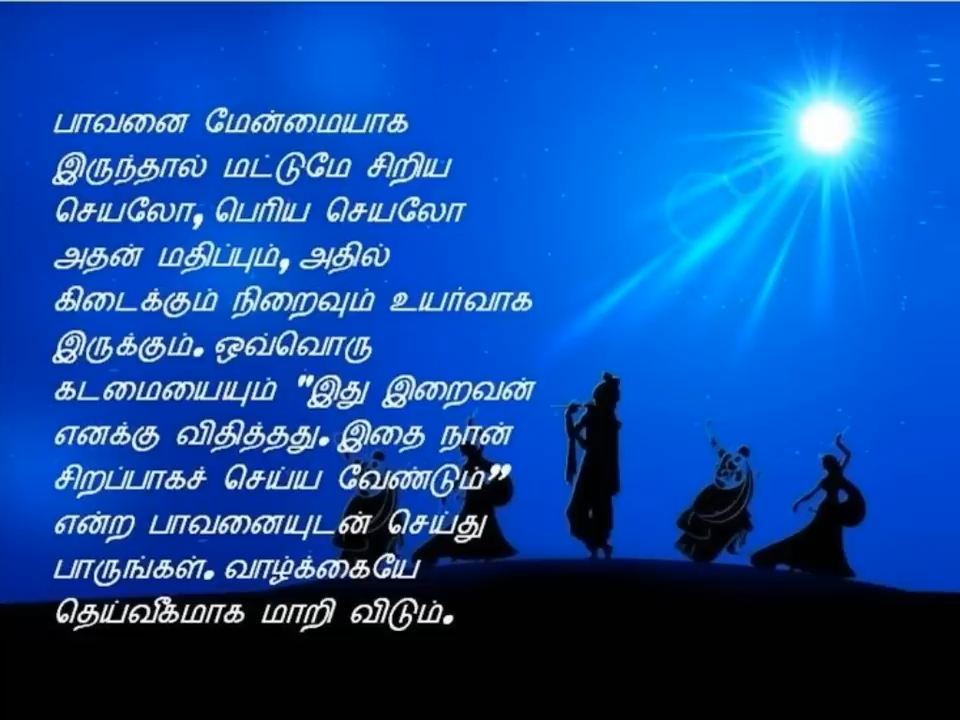 பாவனை மேன்மையாக
இருந்தால் மட்டுமே சிறிய
செயலோ, பெரிய செயலோ
அதன் மதிப்பும், அதில்
கிடைக்கும் நிறைவும் உயர்வாக
இருக்கும். ஒவ்வொரு
கடமையையும் "இது இறைவன்
எனக்கு விதித்தது. இதை நான்
சிறப்பாகச் செய்ய வேண்டும்”
என்ற பாவனையுடன் செய்து
பாருங்கள். வாழ்க்கையே
தெய்வீகமாக மாறி விடும்.